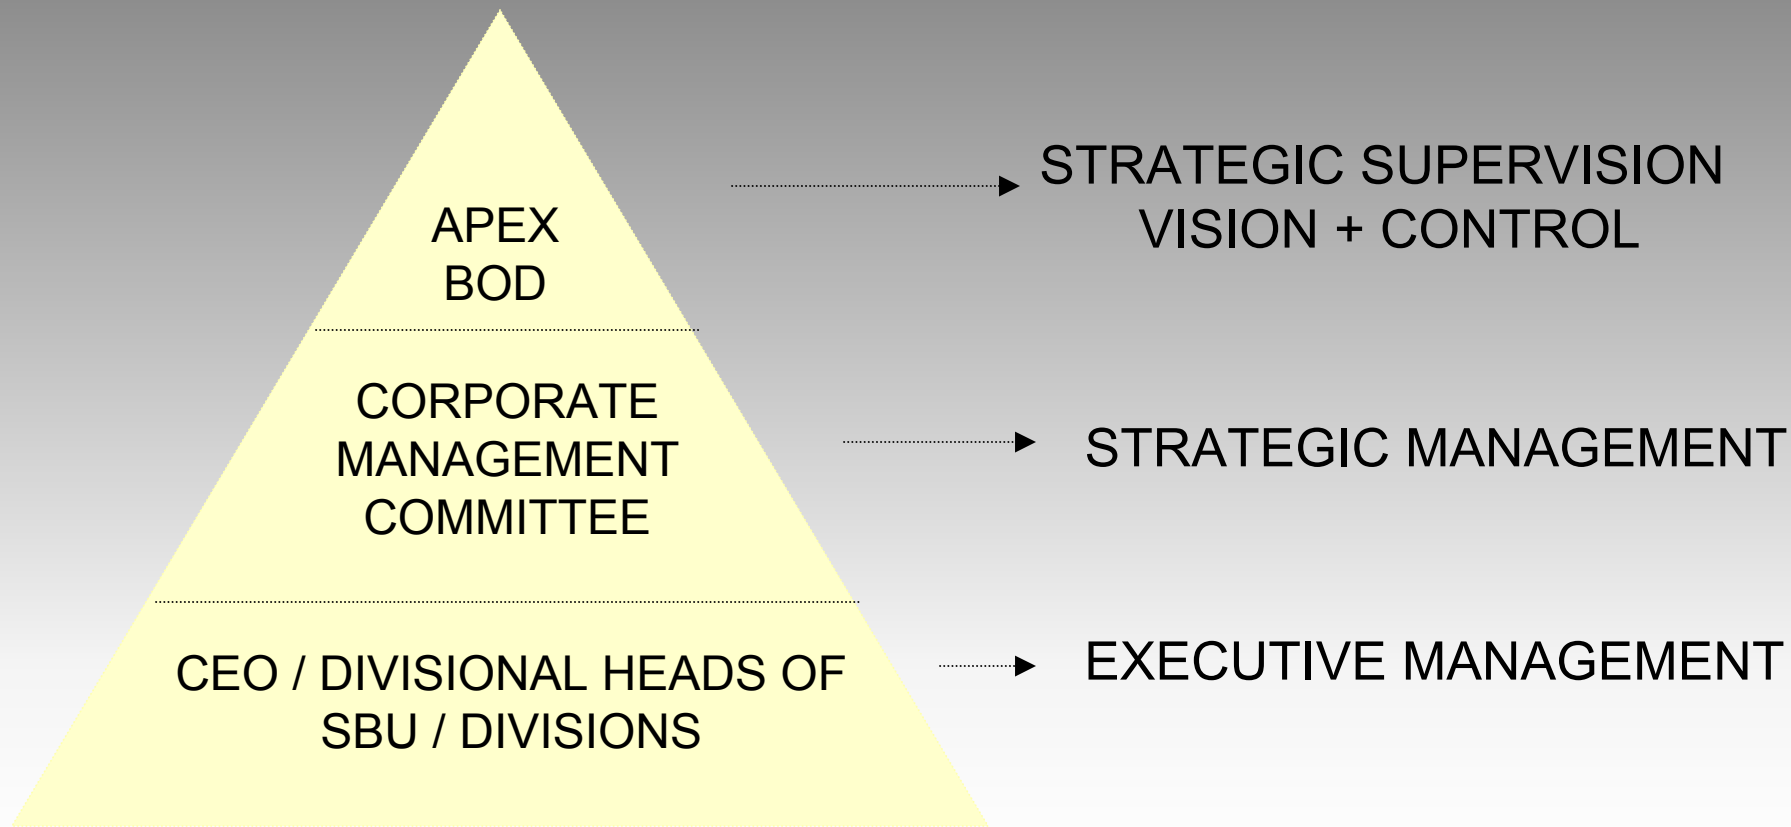 APEX
BOD
STRATEGIC SUPERVISION
VISION + CONTROL
CORPORATE
MANAGEMENT
COMMITTEE
STRATEGIC MANAGEMENT
CEO / DIVISIONAL HEADS OF
SBU / DIVISIONS
EXECUTIVE MANAGEMENT